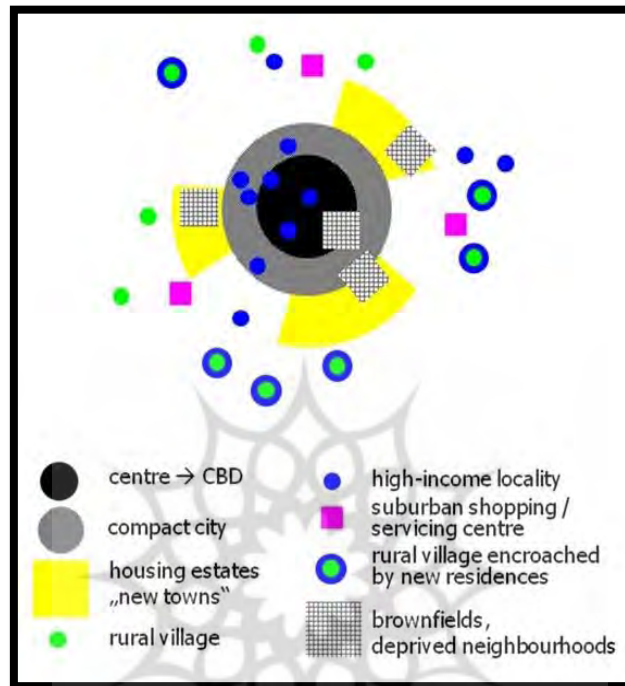 centre → CBD
compact city
housing estates
„new towns“
rural village
high-income locality
suburban shopping /
servicing centre
rural village encroached
by new residences
brownfields,
deprived neighbourhoods